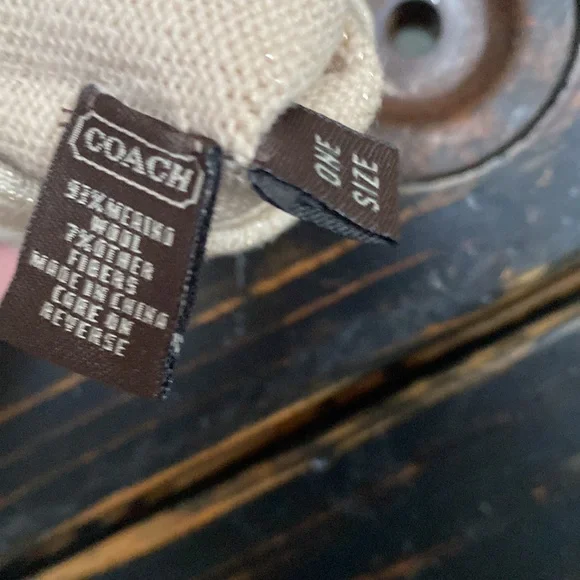 COACH
93% MERINO
WOOL
7% OTHER
FIBERS
MADE IN CHINA
CARE ON
REVERSE
ONE
SIZE